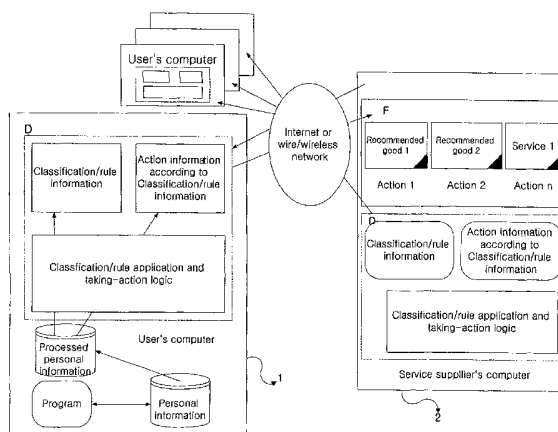 User's computer
Internet or
wire/wireless
network
D
Classification/rule
information
Action information
according to
Classification/rule
information
Classification/rule application and
taking-action logic
Processed
personal
information
User's computer
1
Program
Personal
information
F
Recommended
good 1
Recommended
good 2
Service 1
Action 1
Action 2
Action n
D
Classification/rule
information
Action information
according to
Classification/rule
information
Classification/rule application and
taking-action logic
Service supplier's computer
2